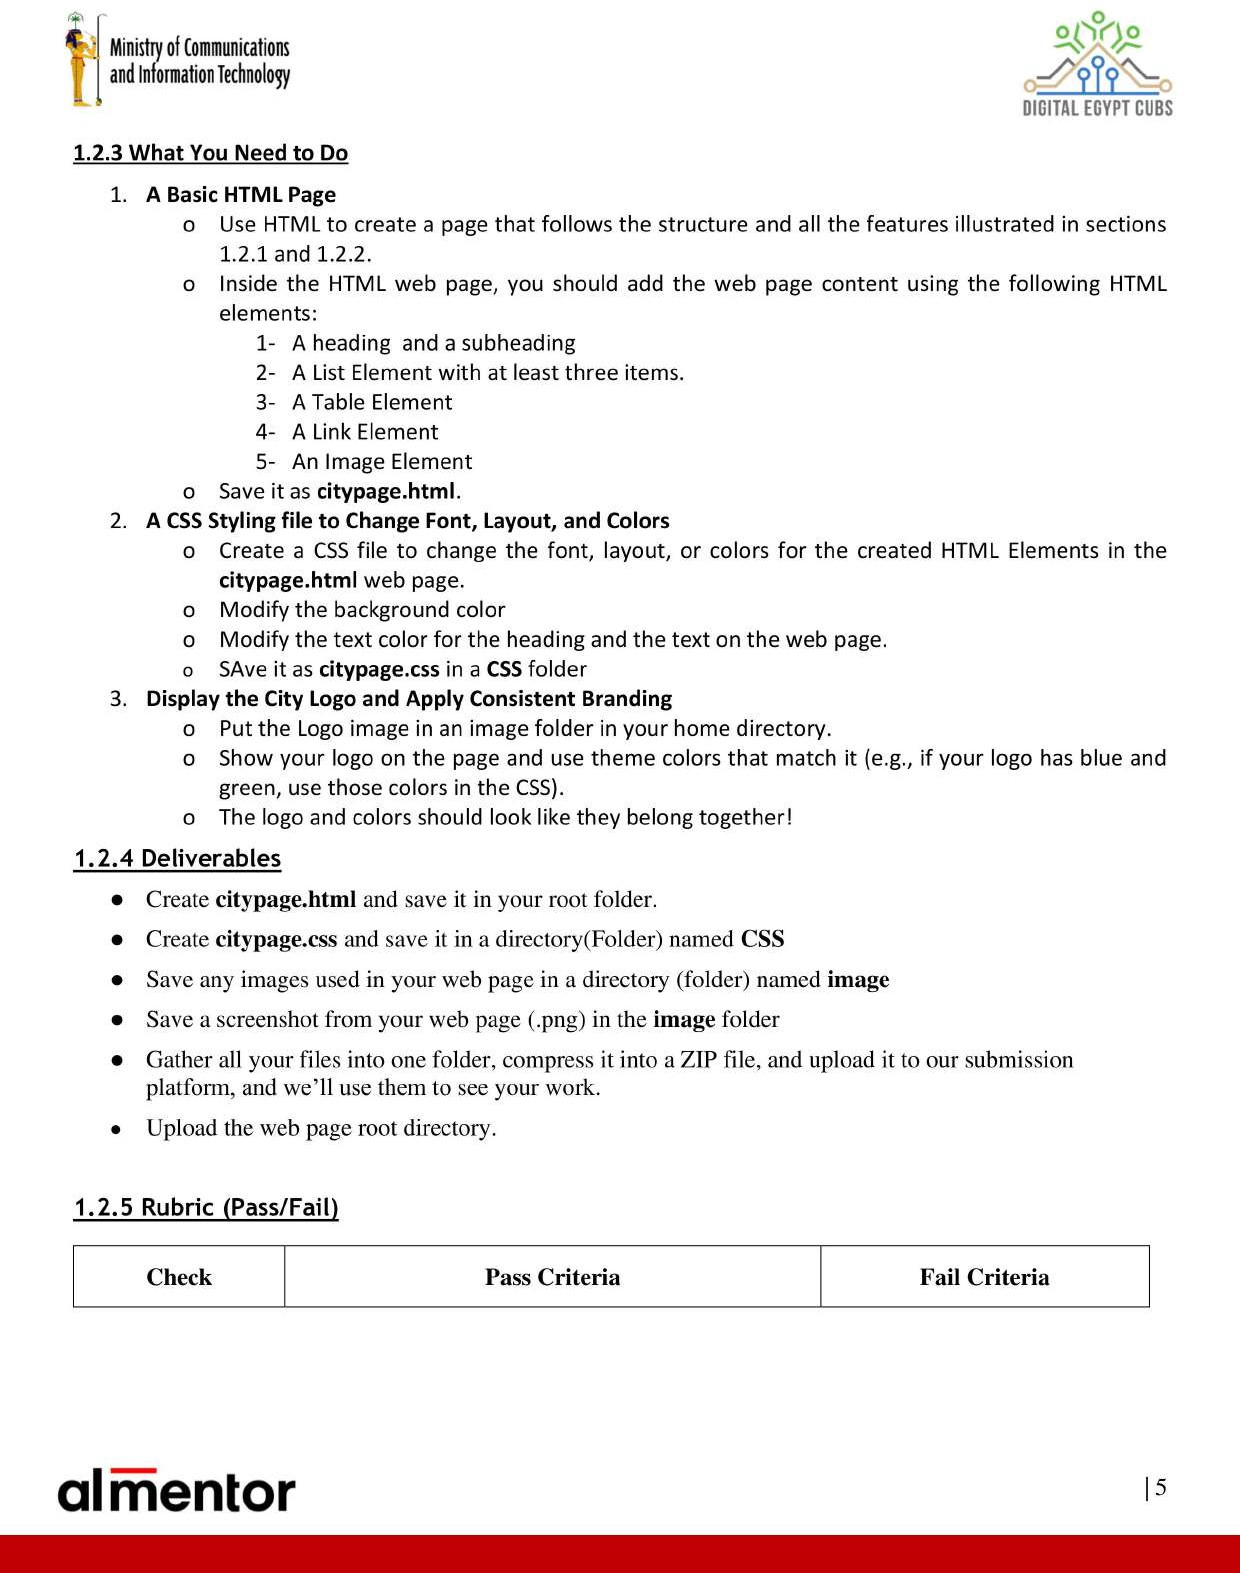 Ministry of Communications
and Information Technology
DIGITAL EGYPT CUBS
1.2.3 What You Need to Do
1. A Basic HTML Page
o Use HTML to create a page that follows the structure and all the features illustrated in sections
1.2.1 and 1.2.2.
o Inside the HTML web page, you should add the web page content using the following HTML
elements:
1- A heading and a subheading
2- A List Element with at least three items.
3- A Table Element
4- A Link Element
5- An Image Element
o Save it as citypage.html.
2. A CSS Styling file to Change Font, Layout, and Colors
o Create a CSS file to change the font, layout, or colors for the created HTML Elements in the
citypage.html web page.
o Modify the background color
o Modify the text color for the heading and the text on the web page.
o SAve it as citypage.css in a CSS folder
3. Display the City Logo and Apply Consistent Branding
o Put the Logo image in an image folder in your home directory.
o Show your logo on the page and use theme colors that match it (e.g., if your logo has blue and
green, use those colors in the CSS).
o The logo and colors should look like they belong together!
1.2.4 Deliverables
● Create citypage.html and save it in your root folder.
● Create citypage.css and save it in a directory(Folder) named CSS
● Save any images used in your web page in a directory (folder) named image
● Save a screenshot from your web page (.png) in the image folder
● Gather all your files into one folder, compress it into a ZIP file, and upload it to our submission
platform, and we’ll use them to see your work.
● Upload the web page root directory.
1.2.5 Rubric (Pass/Fail)
Check Pass Criteria Fail Criteria
almentor
|5